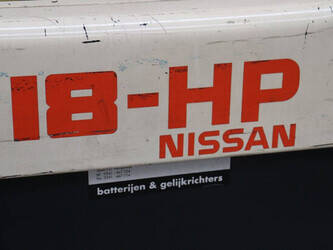 18-HP
NISSAN
batterijen & gelijkrichters